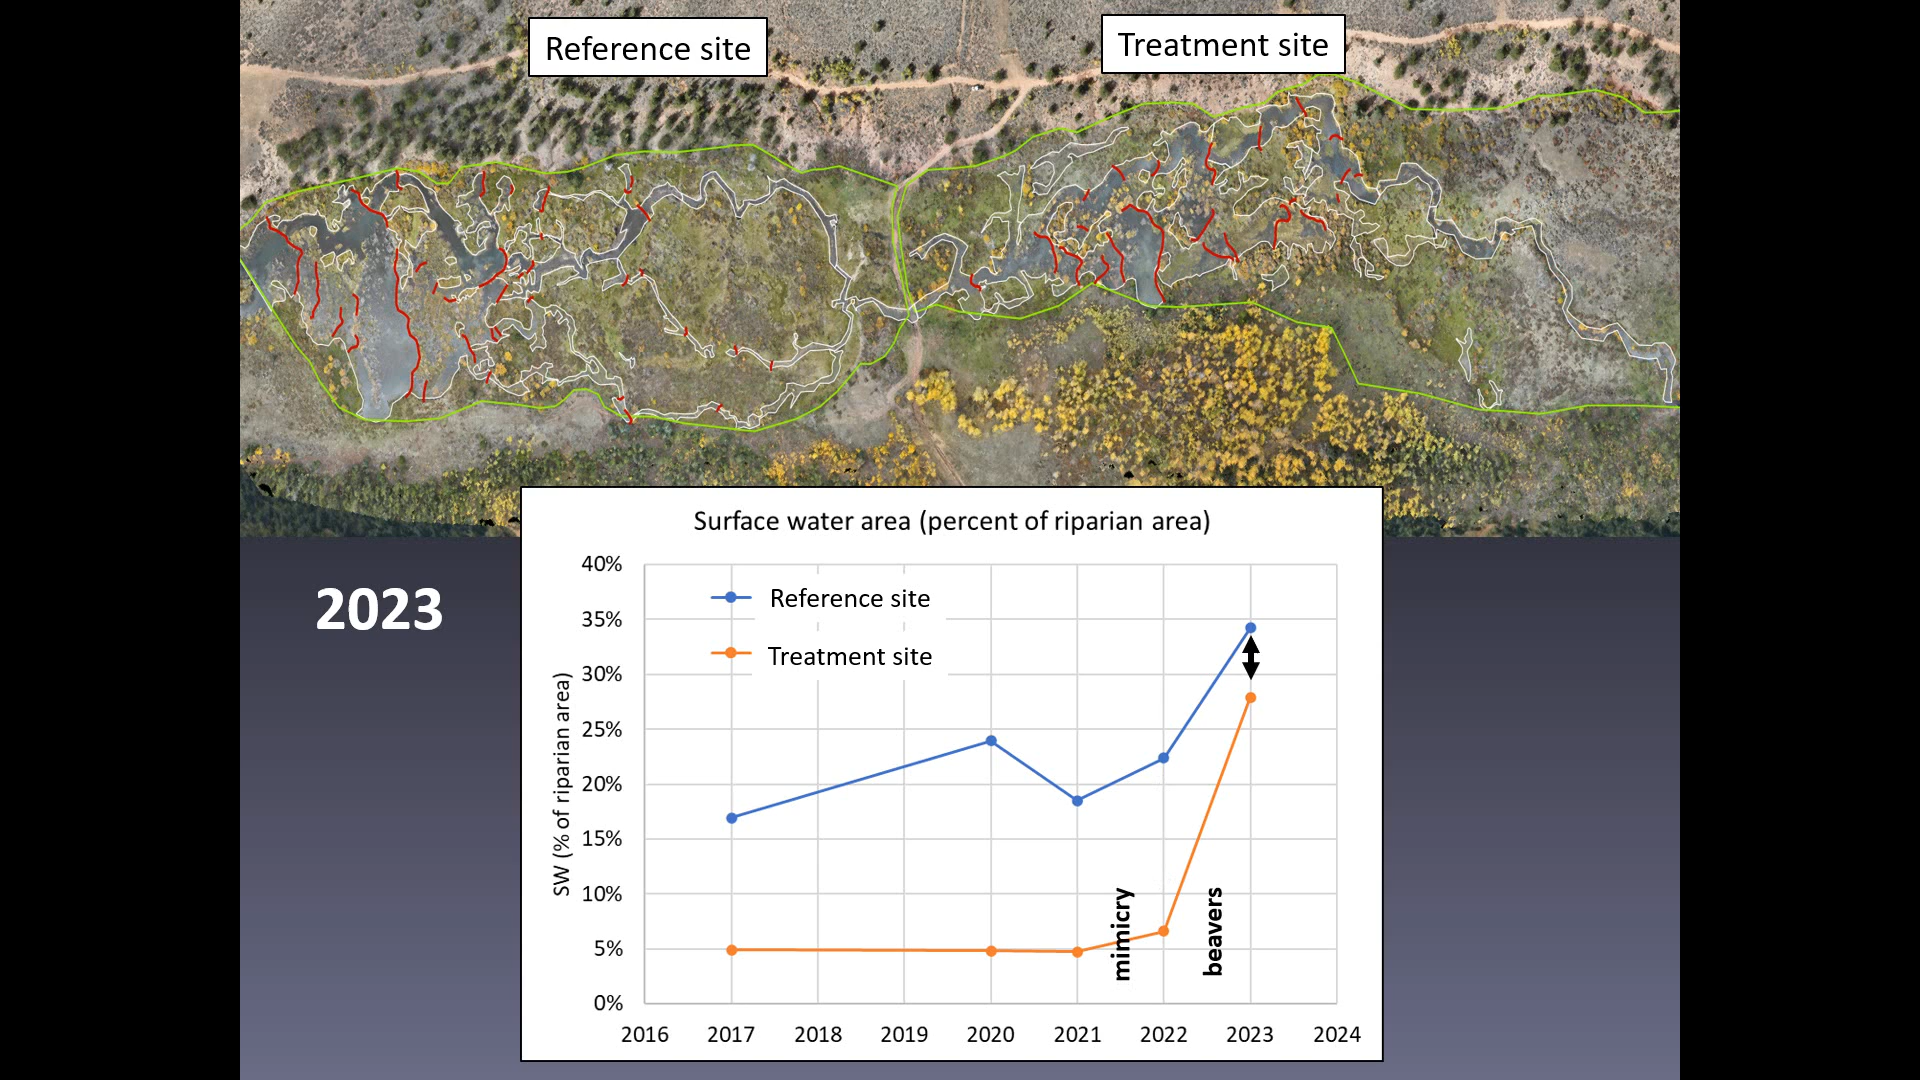 Reference site
Treatment site
2023
Surface water area (percent of riparian area)
SW (% of riparian area)
40%
35%
30%
25%
20%
15%
10%
5%
0%
Reference site
Treatment site
mimicry
beavers
2016 2017 2018 2019 2020 2021 2022 2023 2024